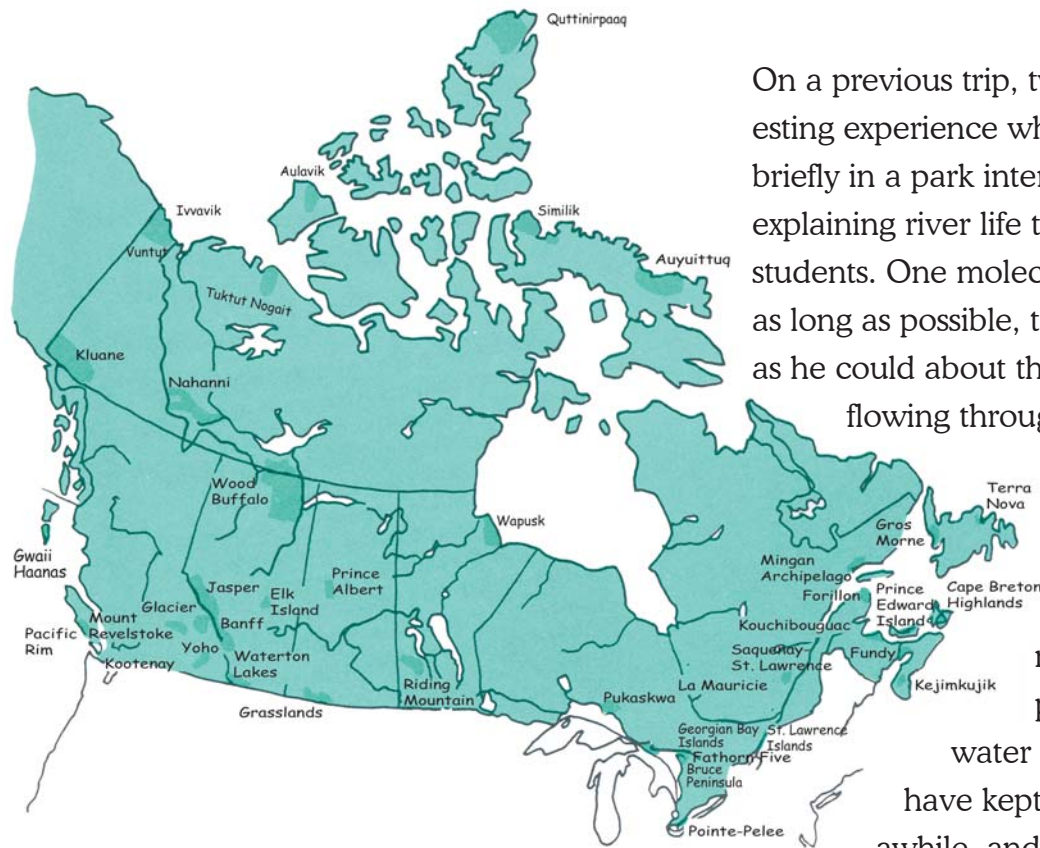 Quttinirpaaq
Aulavik
Ivvavik
Similik
Vuntut
Auyuittuq
Tuktut Nogait
Kluane
Nahanni
Wood
Buffalo
Wapusk
Terra
Nova
Gros
Morne
Gwaii
Haanas
Mingan
Archipelago
Jasper
Elk
Island
Prince
Albert
Forillon
Prince
Edward
Island
Cape Breton
Highlands
Glacier
Mount
Revelstoke
Banff
Kouchibouguac
Pacific
Rim
Yoho
Saguenay-
St. Lawrence
Fundy
Kootenay
Waterton
Lakes
La Mauricie
Kejimkujik
Riding
Mountain
Pukaskwa
Grasslands
Georgian Bay
Islands
St. Lawrence
Islands
Fathom Five
Bruce
Peninsula
Pointe-Pelee
On a previous trip,
esting experience wh
briefly in a park inter
explaining river life t
students. One molec
as long as possible, t
as he could about th
flowing throug
water
have kept
awhile, and